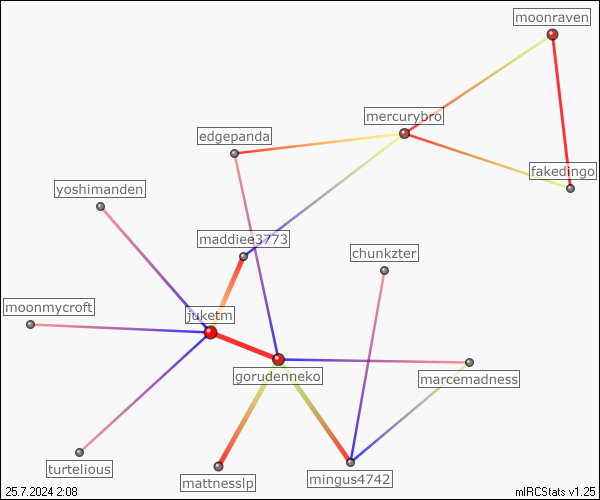 moonraven
mercurybro
edgepanda
fakedingo
yoshimanden
maddiee3773
chunkzter
moonmycroft
juketm
gorudenneko
marcemadness
turtelious
mattnesslp
mingus4742
25.7.2024 2:08
mIRCStats v1.25